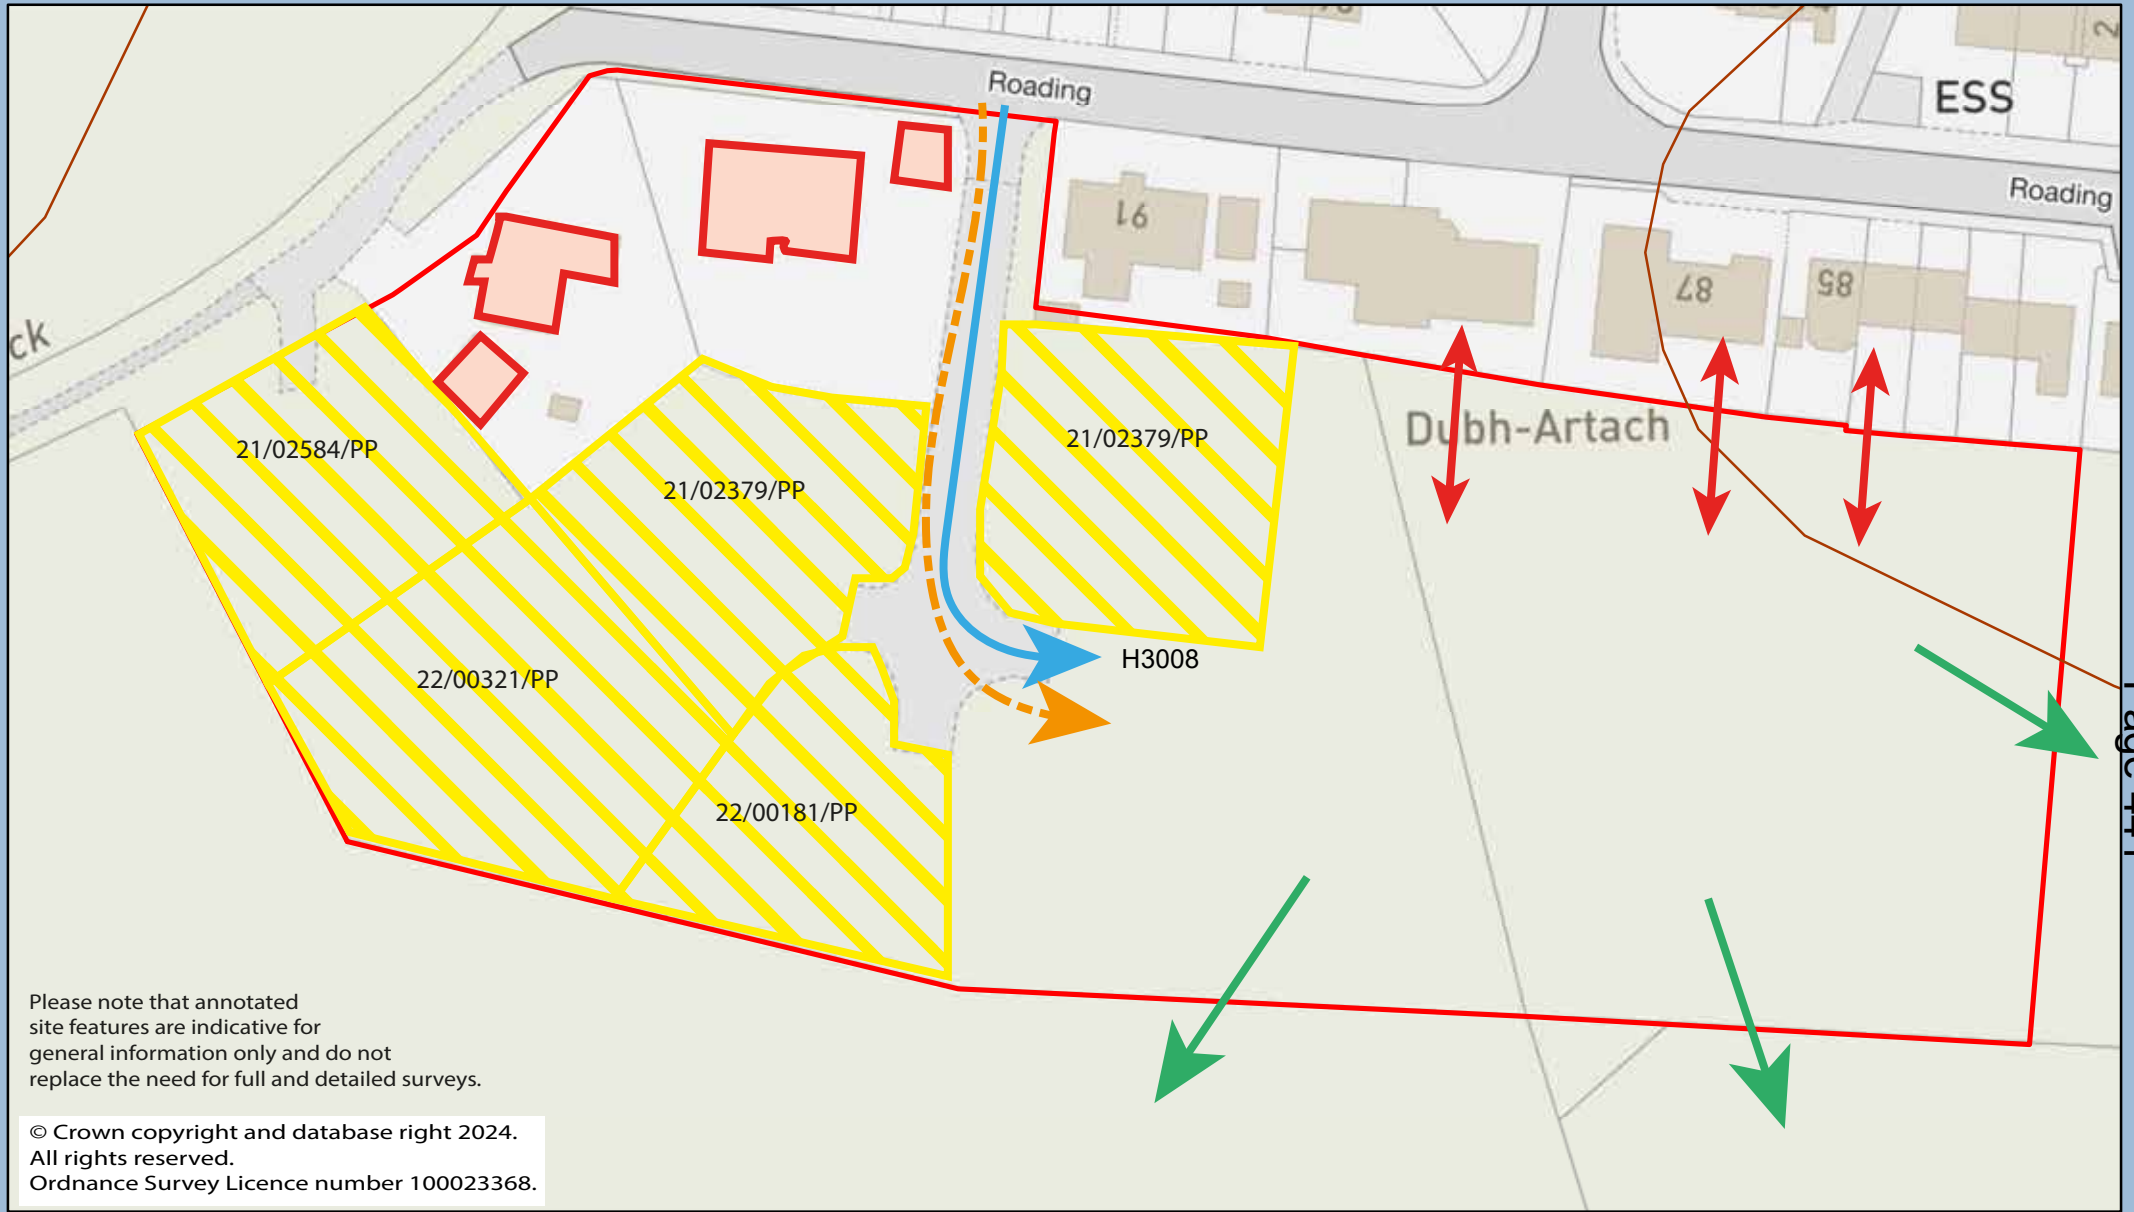 Roading
ESS
Roading
91
87
85
ck
Dubh-Artach
21/02584/PP
21/02379/PP
21/02379/PP
H3008
22/00321/PP
22/00181/PP
Please note that annotated
site features are indicative for
general information only and do not
replace the need for full and detailed surveys.
© Crown copyright and database right 2024.
All rights reserved.
Ordnance Survey Licence number 100023368.